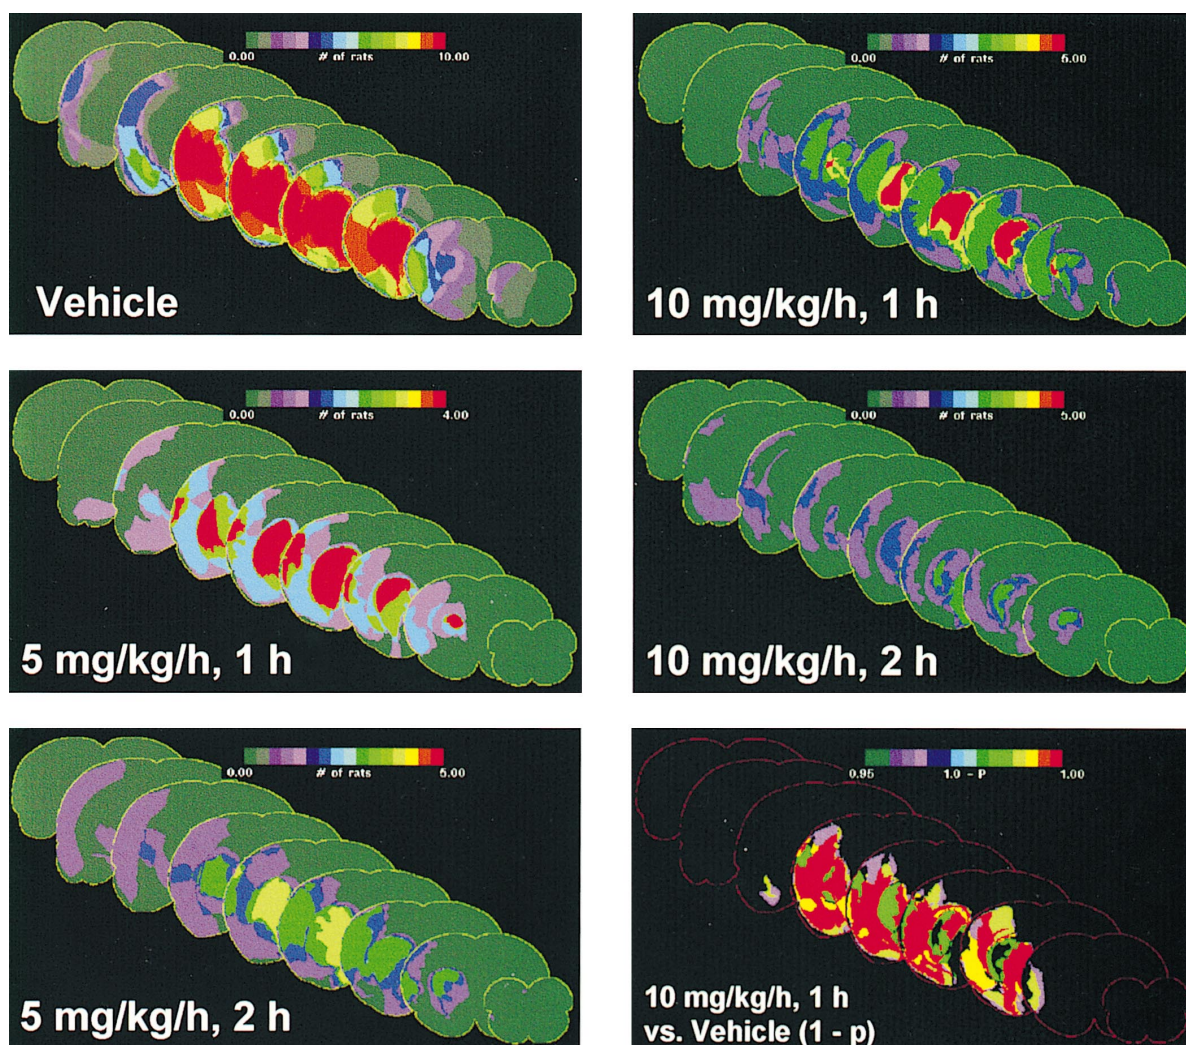 0.00 10.00
# of rats
Vehicle
0.00 5.00
# of rats
10 mg/kg/h, 1 h
0.00 4.00
# of rats
5 mg/kg/h, 1 h
0.00 5.00
# of rats
10 mg/kg/h, 2 h
0.00 5.00
# of rats
5 mg/kg/h, 2 h
0.95 1.0 - P 1.00
10 mg/kg/h, 1 h
vs. Vehicle (1 - p)